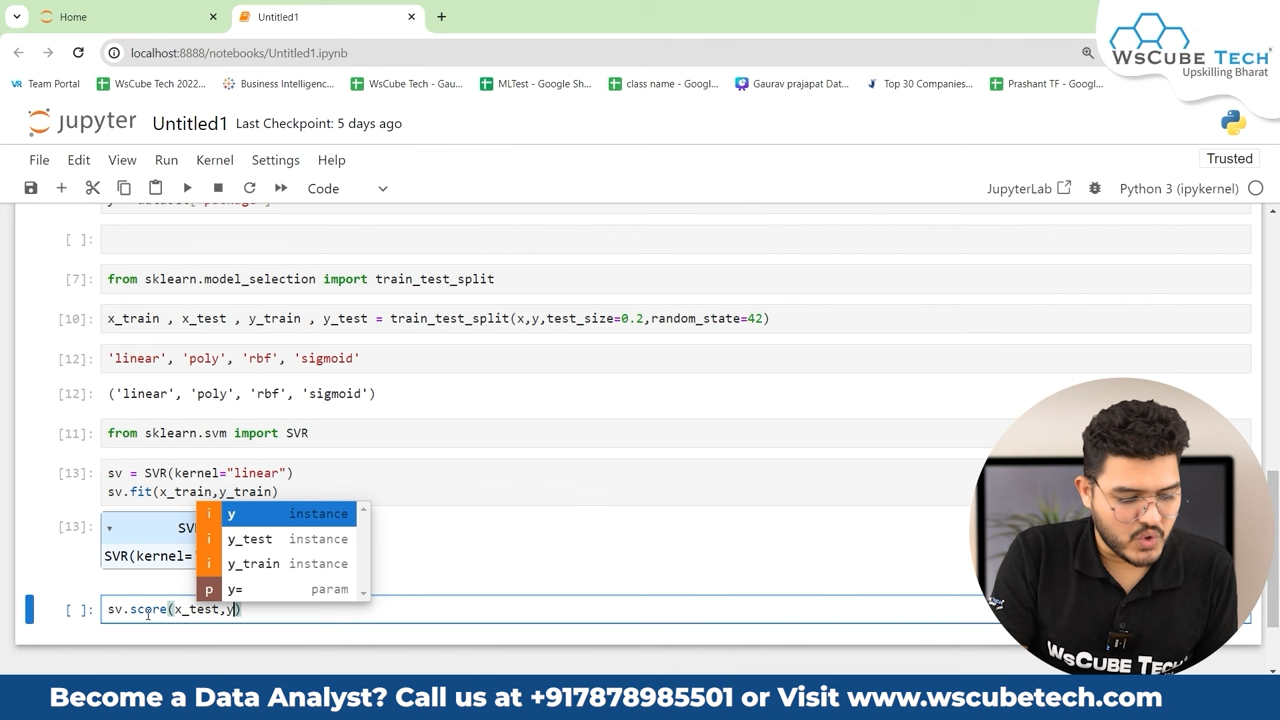 Home
Untitled1
WsCube Tech
Upskilling Bharat
localhost:8888/notebooks/Untitled1.ipynb
VR Team Portal
WsCube Tech 2022...
Business Intelligenc...
WsCube Tech - Gau...
MLTest - Google Sh...
class name - Googl...
Gaurav prajapat Dat...
Top 30 Companies...
Prashant TF - Googl...
jupyter Untitled1 Last Checkpoint: 5 days ago
File Edit View Run Kernel Settings Help
Trusted
Code
JupyterLab
Python 3 (ipykernel)
[ ]:
[7]: from sklearn.model_selection import train_test_split
[10]: x_train , x_test , y_train , y_test = train_test_split(x,y,test_size=0.2,random_state=42)
[12]: 'linear', 'poly', 'rbf', 'sigmoid'
[12]: ('linear', 'poly', 'rbf', 'sigmoid')
[11]: from sklearn.svm import SVR
[13]: sv = SVR(kernel="linear")
sv.fit(x_train,y_train)
[13]: SV
SVR(kernel='
i y instance
i y_test instance
i y_train instance
p y= param
[ ]: sv.score(x_test,y)
WsCUBE TECH
Become a Data Analyst? Call us at +917878985501 or Visit www.wscubetech.com